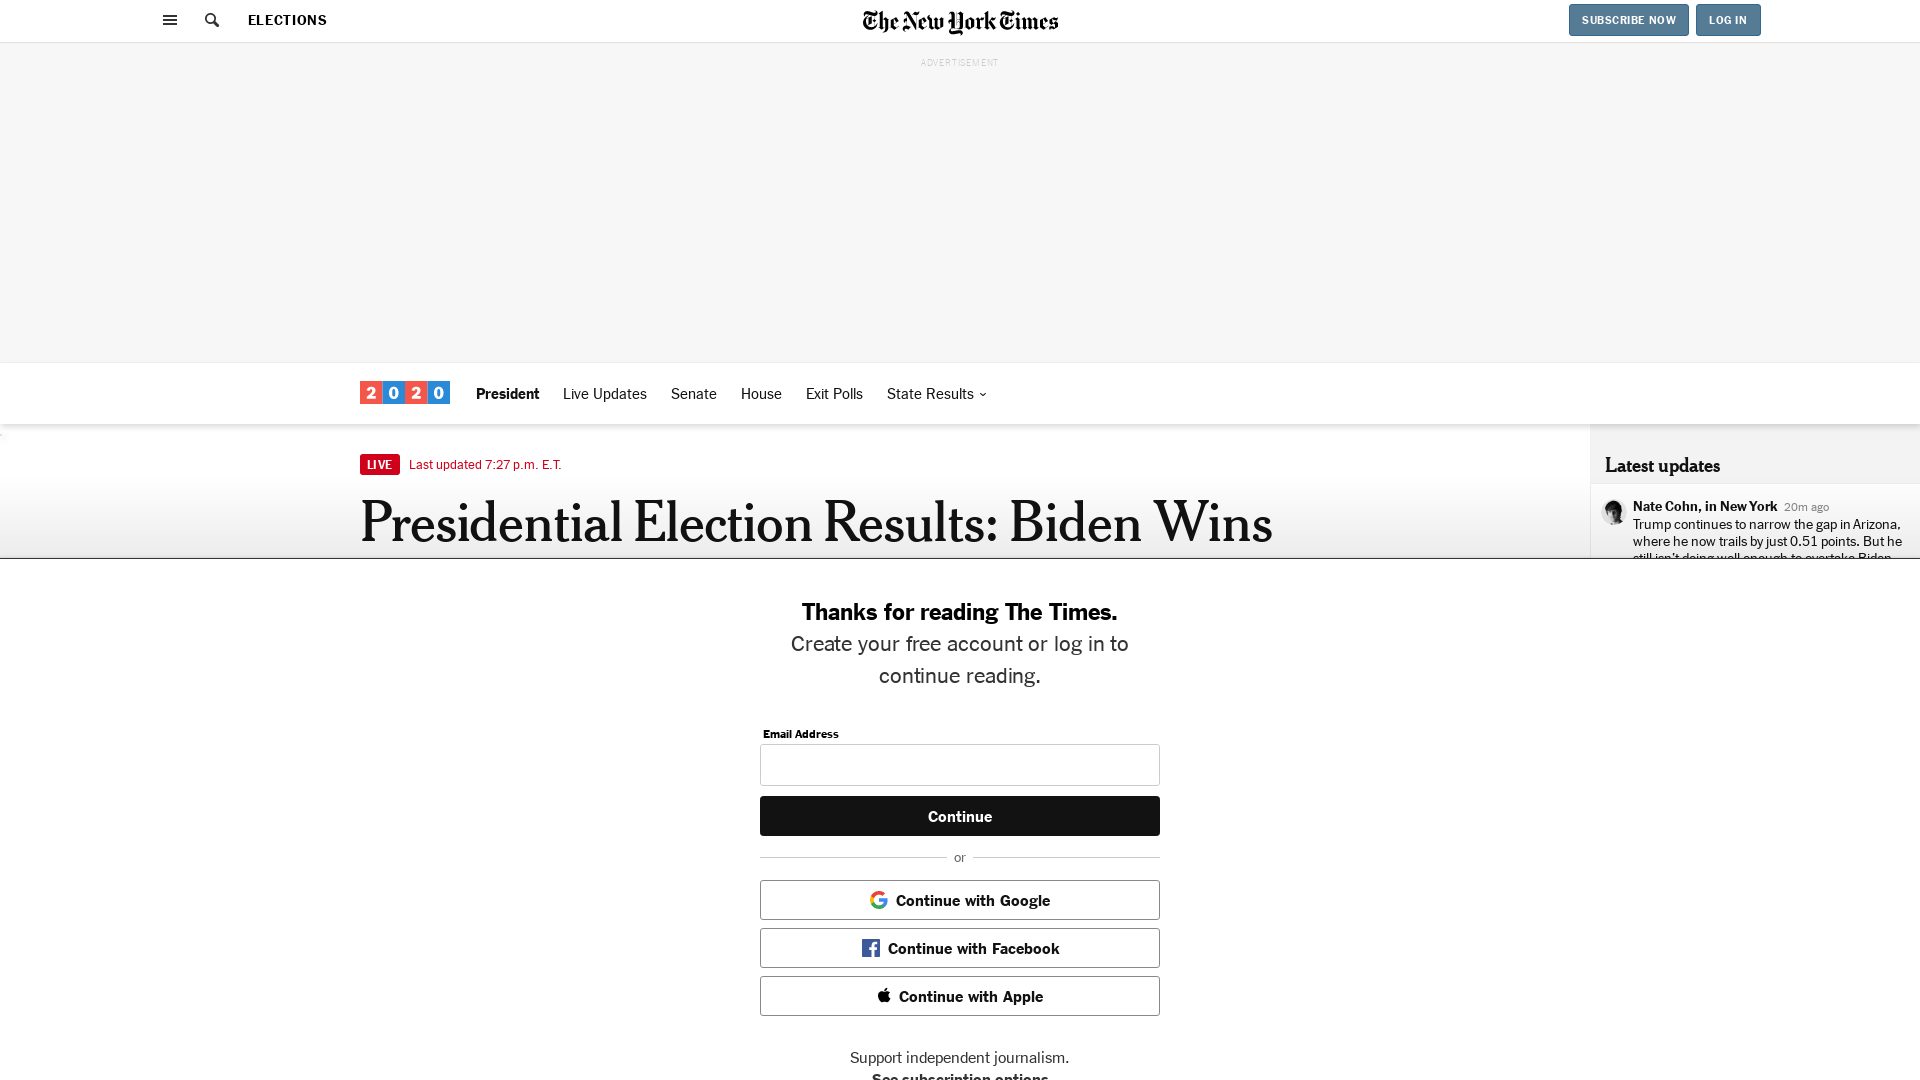 ELECTIONS
The New York Times
SUBSCRIBE NOW
LOG IN
ADVERTISEMENT
2020
President
Live Updates
Senate
House
Exit Polls
State Results
LIVE
Last updated 7:27 p.m. E.T.
Presidential Election Results: Biden Wins
Latest updates
Nate Cohn, in New York 20m ago
Trump continues to narrow the gap in Arizona,
where he now trails by just 0.51 points. But he
still isn't doing well enough to overtake Biden
Thanks for reading The Times.
Create your free account or log in to
continue reading.
Email Address
Continue
or
Continue with Google
Continue with Facebook
Continue with Apple
Support independent journalism.
See subscription options